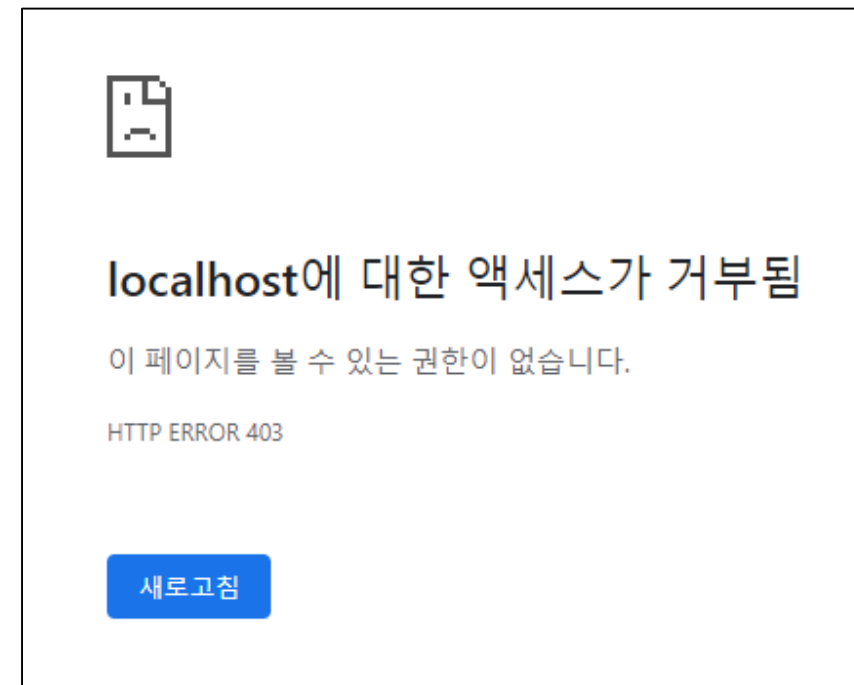 localhost에 대한 액세스가 거부됨
이 페이지를 볼 수 있는 권한이 없습니다.
HTTP ERROR 403
새로고침